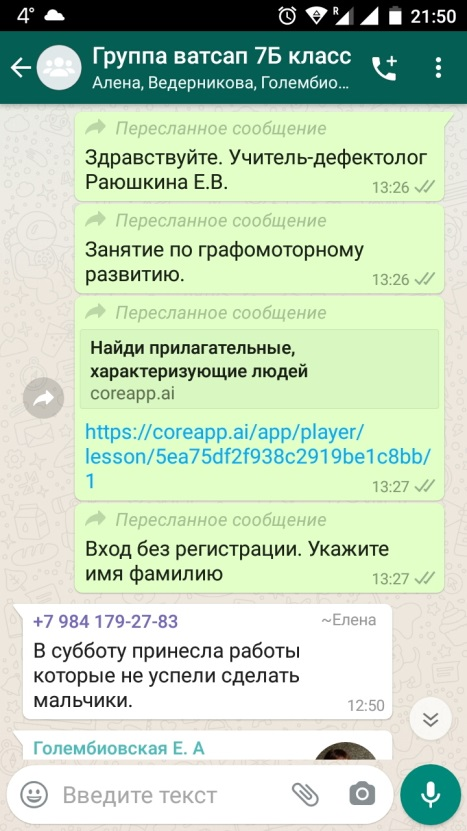 4° 21:50
Группа ватсап 7Б класс
Алена, Ведерникова, Голембио...
Пересланное сообщение
Здравствуйте. Учитель-дефектолог
Раюшкина Е.В.
13:26
Пересланное сообщение
Занятие по графомоторному
развитию.
13:26
Пересланное сообщение
Найди прилагательные,
характеризующие людей
coreapp.ai
https://coreapp.ai/app/player/
lesson/5ea75df2f938c2919be1c8bb/
1
13:27
Пересланное сообщение
Вход без регистрации. Укажите
имя фамилию
13:27
+7 984 179-27-83 ~Елена
В субботу принесла работы
которые не успели сделать
мальчики.
12:50
Голембиовская Е. А
Введите текст